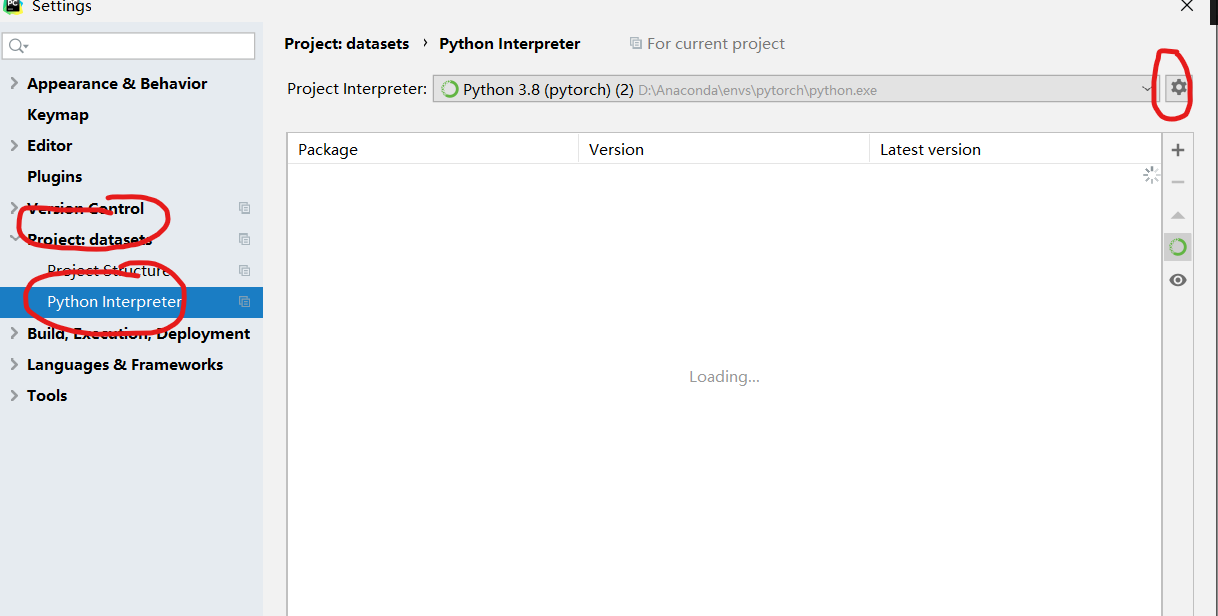 Settings
Project: datasets › Python Interpreter For current project
Appearance & Behavior
Project Interpreter: Python 3.8 (pytorch) (2) D:\Anaconda\envs\pytorch\python.exe
Keymap
Editor
Package Version Latest version
Plugins
Version Control
Project: datasets
Project Structure
Python Interpreter
Build, Execution, Deployment
Languages & Frameworks
Loading...
Tools